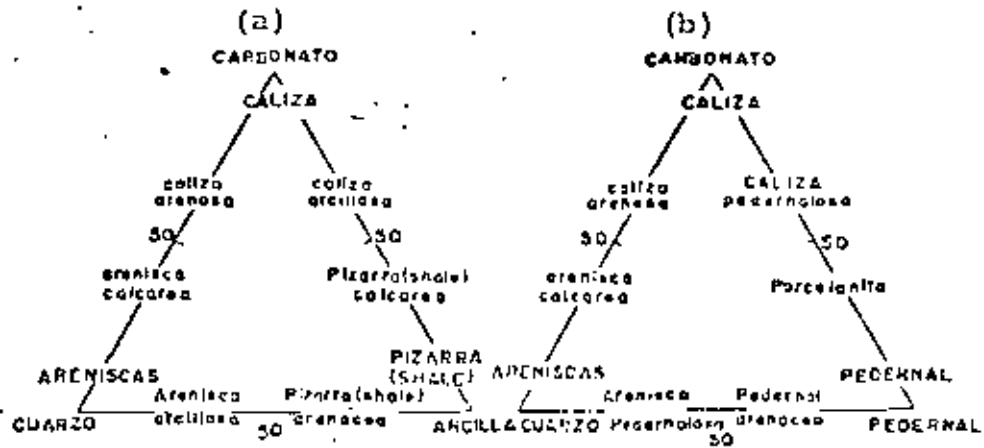 (a)
CARBONATO
CALIZA
caliza
arenosa
caliza
arcillosa
50
50
arenisca
calcarea
Pizarra(shale)
calcarea
ARENISCAS
PIZARRA
(SHALE)
Arenisca
arcillosa
Pizarra(shale)
arenacea
CUARZO
50
ARCILLA
(b)
CARBONATO
CALIZA
caliza
arenosa
CALIZA
pedernalosa
50
50
arenisca
calcarea
Porcelanita
ARENISCAS
PEDERNAL
Arenisca
Pedernalosa
Pedernal
arenacea
CUARZO
50
PEDERNAL